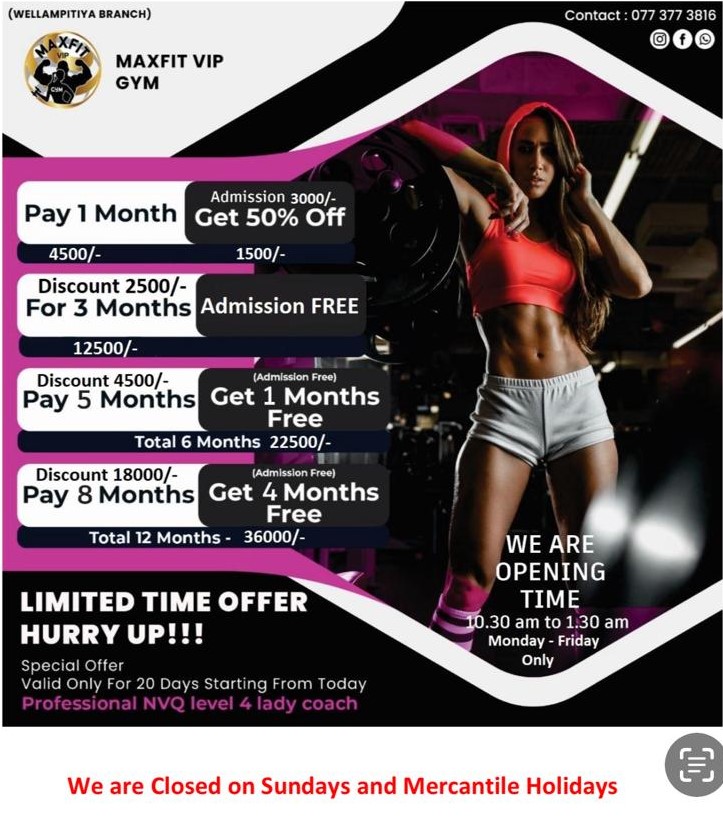 (WELLAMPITIYA BRANCH)
Contact : 077 377 3816
MAXFIT
VIP
GYM
MAXFIT VIP
GYM
Pay 1 Month
Admission 3000/-
Get 50% Off
4500/-
1500/-
Discount 2500/-
For 3 Months
Admission FREE
12500/-
Discount 4500/-
Pay 5 Months
(Admission Free)
Get 1 Months
Free
Total 6 Months 22500/-
Discount 18000/-
Pay 8 Months
(Admission Free)
Get 4 Months
Free
Total 12 Months - 36000/-
WE ARE
OPENING
TIME
10.30 am to 1.30 am
Monday - Friday
Only
LIMITED TIME OFFER
HURRY UP!!!
Special Offer
Valid Only For 20 Days Starting From Today
Professional NVQ level 4 lady coach
We are Closed on Sundays and Mercantile Holidays